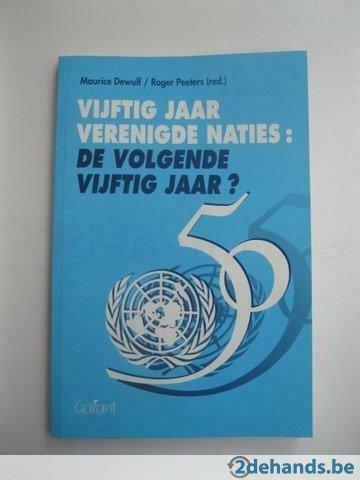 Maurice Dewulf / Roger Peeters (red.)
VIJFTIG JAAR
VERENIGDE NATIES:
DE VOLGENDE
VIJFTIG JAAR?
50
Garant
2dehands.be